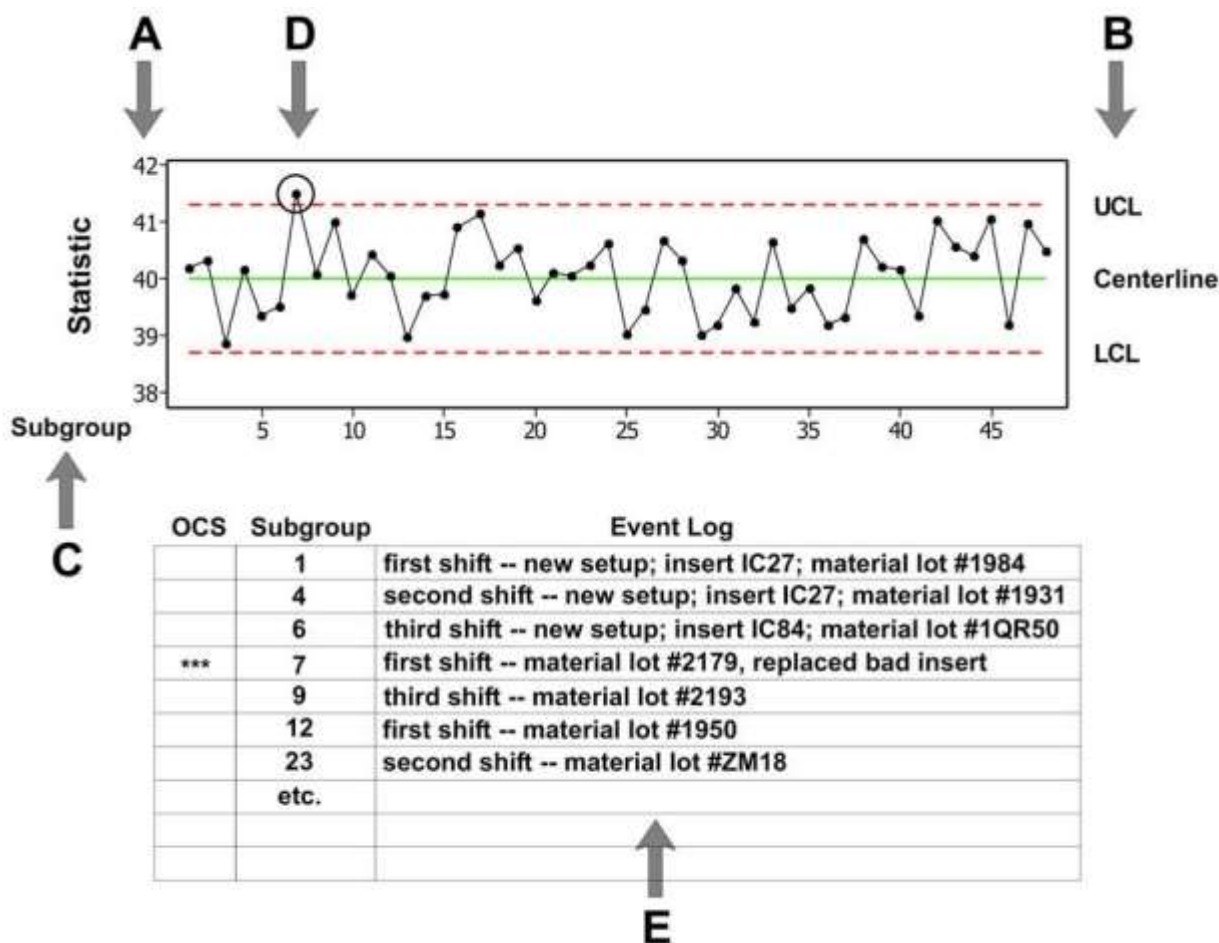 A D B
42
41
40
39
38
Statistic
UCL
Centerline
LCL
Subgroup
5 10 15 20 25 30 35 40 45
C
OCS Subgroup Event Log
1 first shift -- new setup; insert IC27; material lot #1984
4 second shift -- new setup; insert IC27; material lot #1931
6 third shift -- new setup; insert IC84; material lot #1QR50
*** 7 first shift -- material lot #2179, replaced bad insert
9 third shift -- material lot #2193
12 first shift -- material lot #1950
23 second shift -- material lot #ZM18
etc.
E